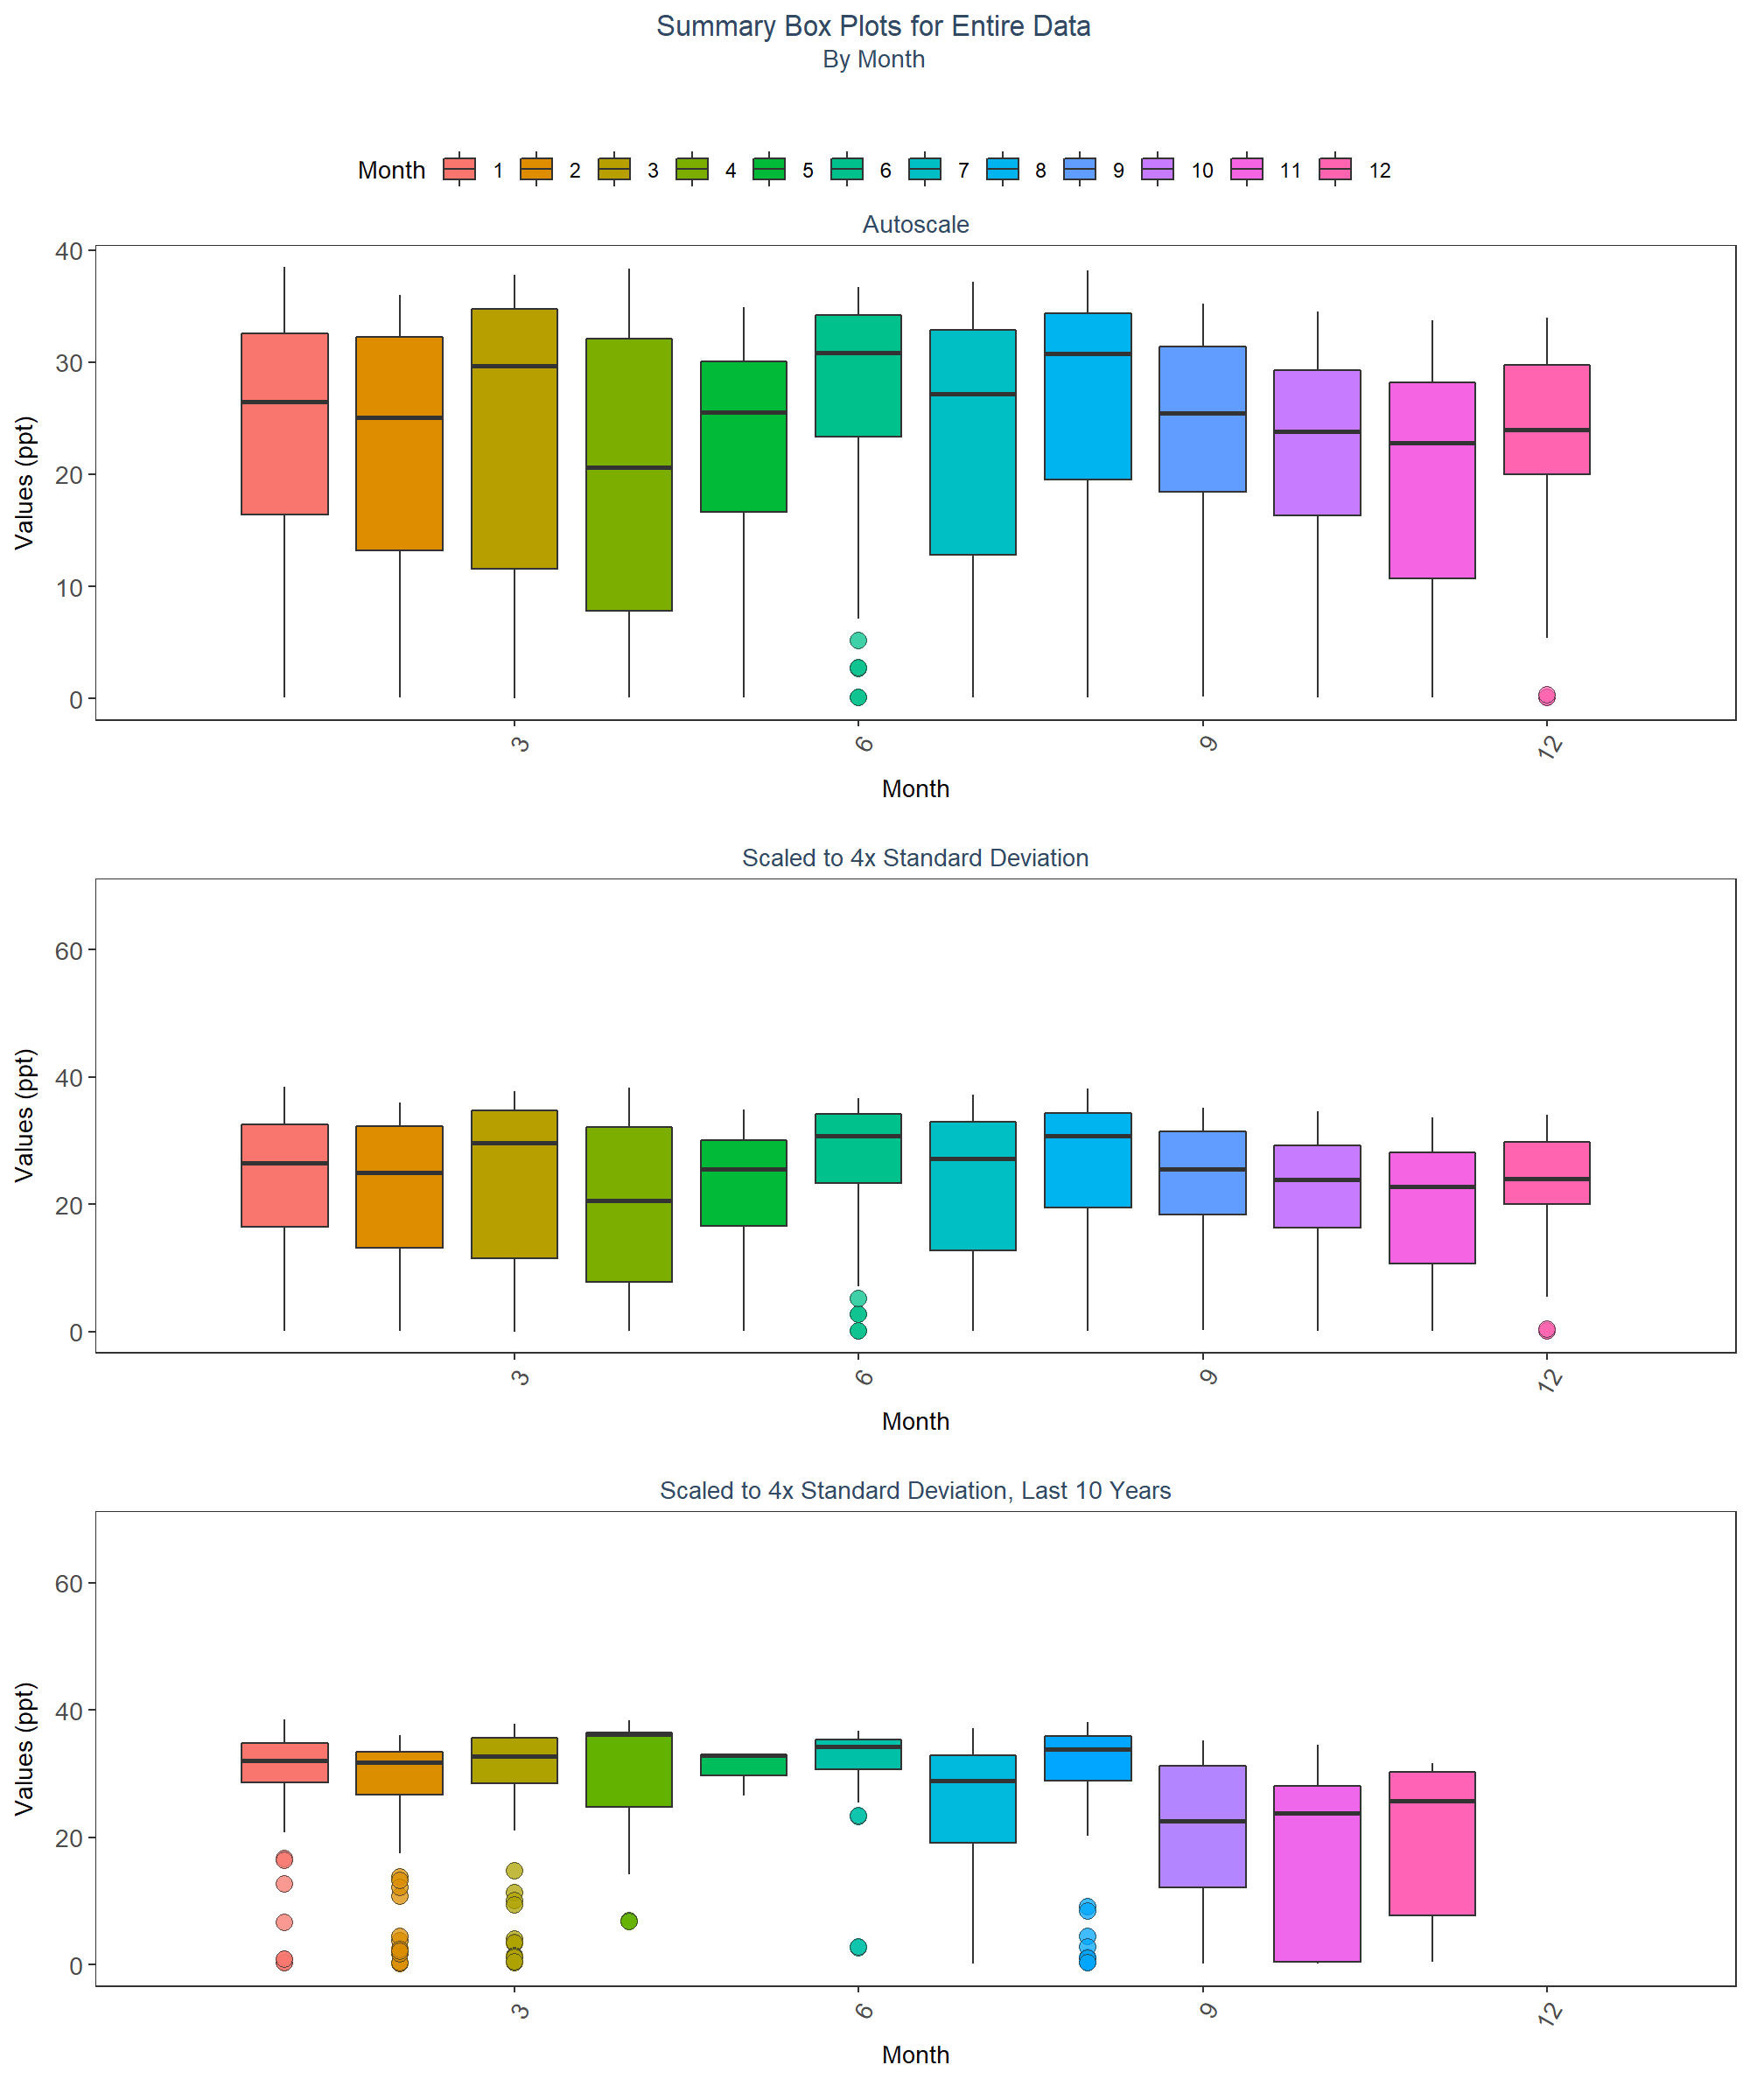 Summary Box Plots for Entire Data
By Month
Month 1 2 3 4 5 6 7 8 9 10 11 12
Autoscale
Values (ppt)
40
30
20
10
0
3 6 9 12
Month
Scaled to 4x Standard Deviation
Values (ppt)
60
40
20
0
3 6 9 12
Month
Scaled to 4x Standard Deviation, Last 10 Years
Values (ppt)
60
40
20
0
3 6 9 12
Month